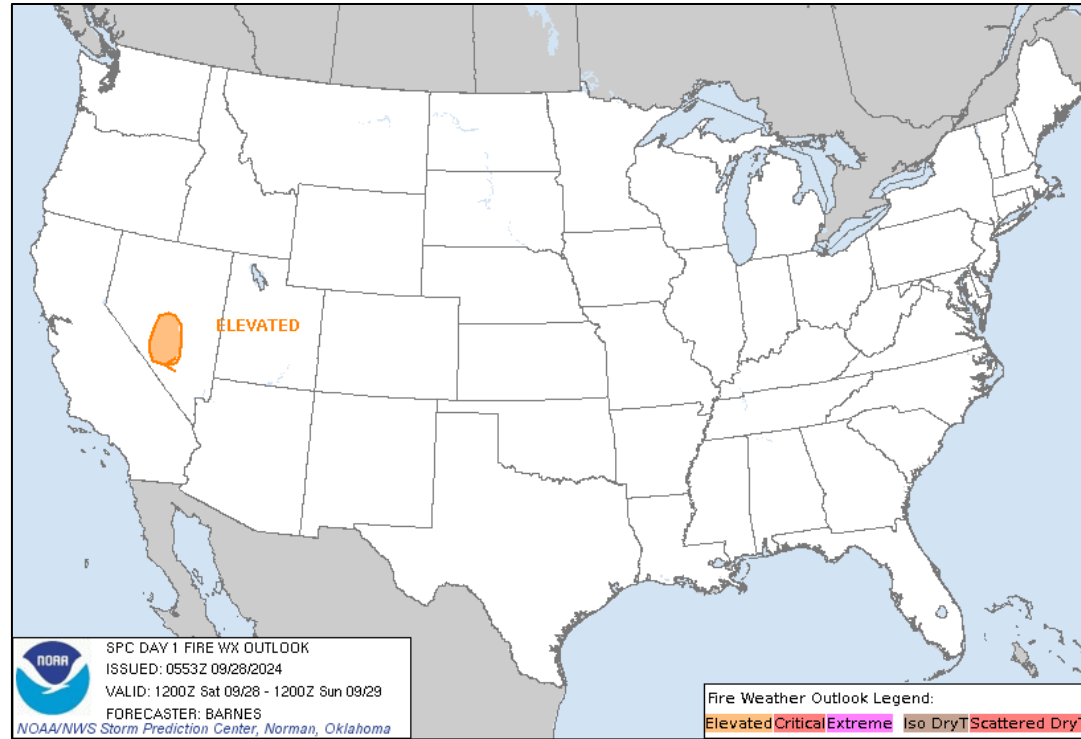 ELEVATED
NOAA
SPC DAY 1 FIRE WX OUTLOOK
ISSUED: 0553Z 09/28/2024
VALID: 1200Z Sat 09/28 - 1200Z Sun 09/29
FORECASTER: BARNES
NOAA/NWS Storm Prediction Center, Norman, Oklahoma
Fire Weather Outlook Legend:
Elevated Critical Extreme Iso DryT Scattered DryT